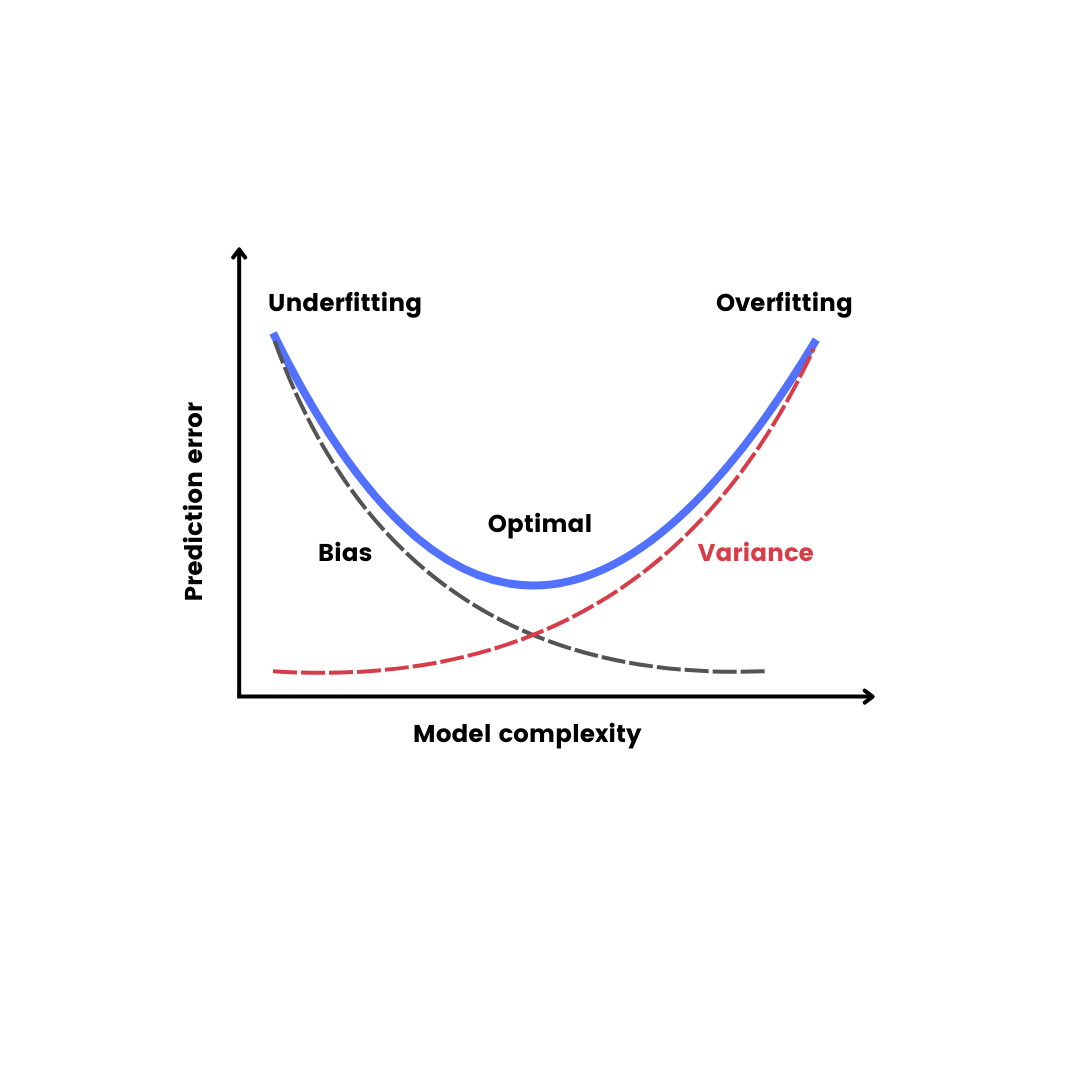 Underfitting
Overfitting
Prediction error
Optimal
Bias
Variance
Model complexity